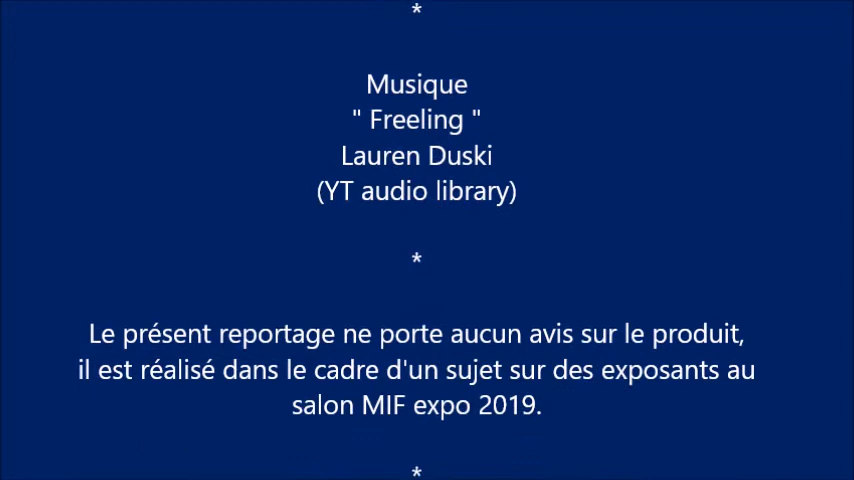 *
Musique
" Freeling "
Lauren Duski
(YT audio library)
*
Le présent reportage ne porte aucun avis sur le produit,
il est réalisé dans le cadre d'un sujet sur des exposants au
salon MIF expo 2019.
*